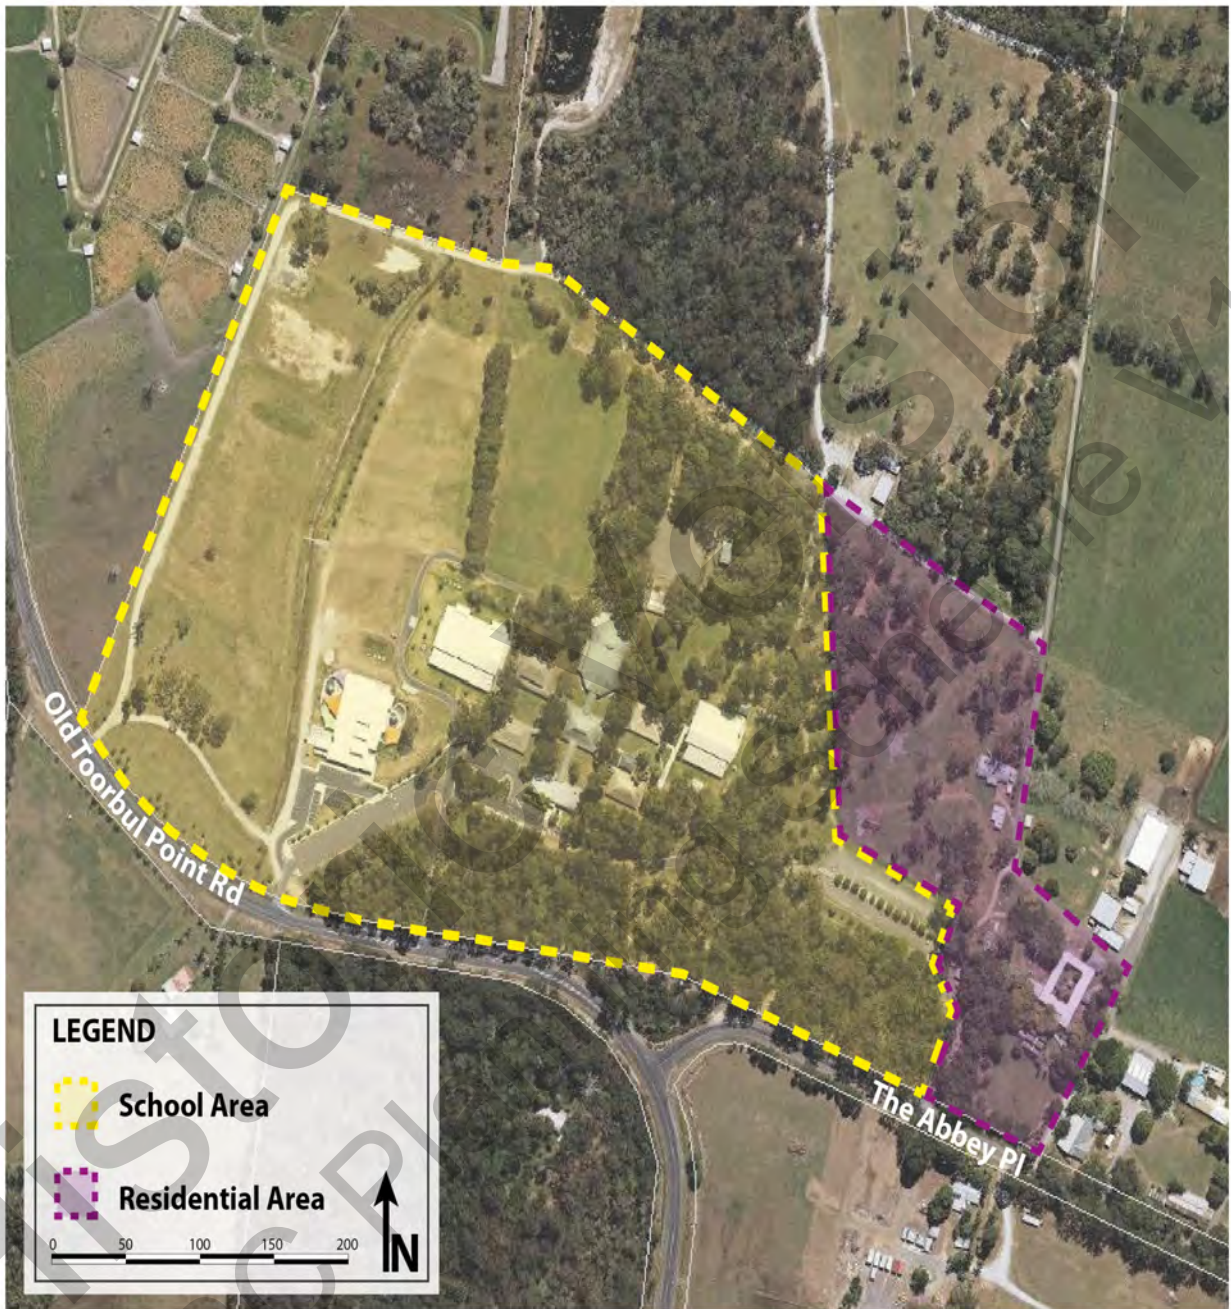 Old Toorbul Point Rd
The Abbey Pl
LEGEND
School Area
Residential Area
0 50 100 150 200
N